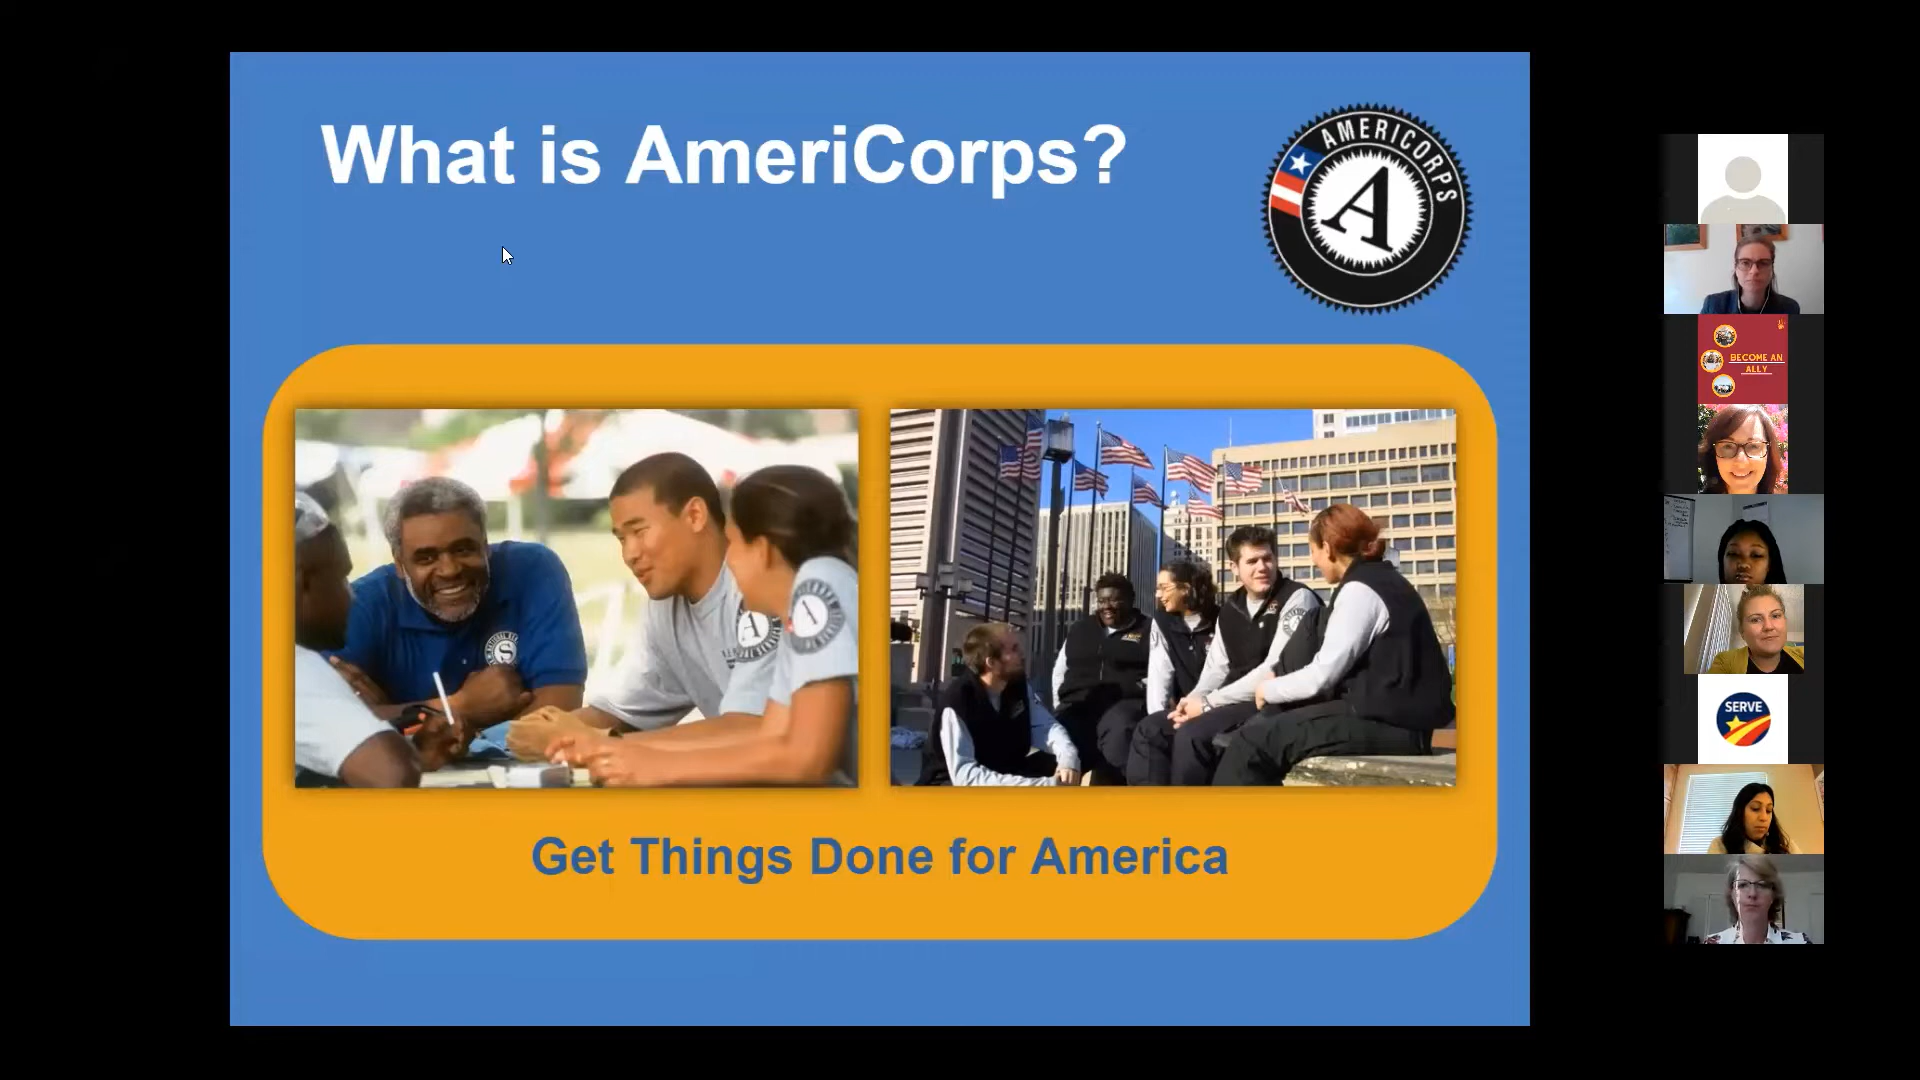 What is AmeriCorps?
AMERICORPS
A
Get Things Done for America
BECOME AN
ALLY
SERVE